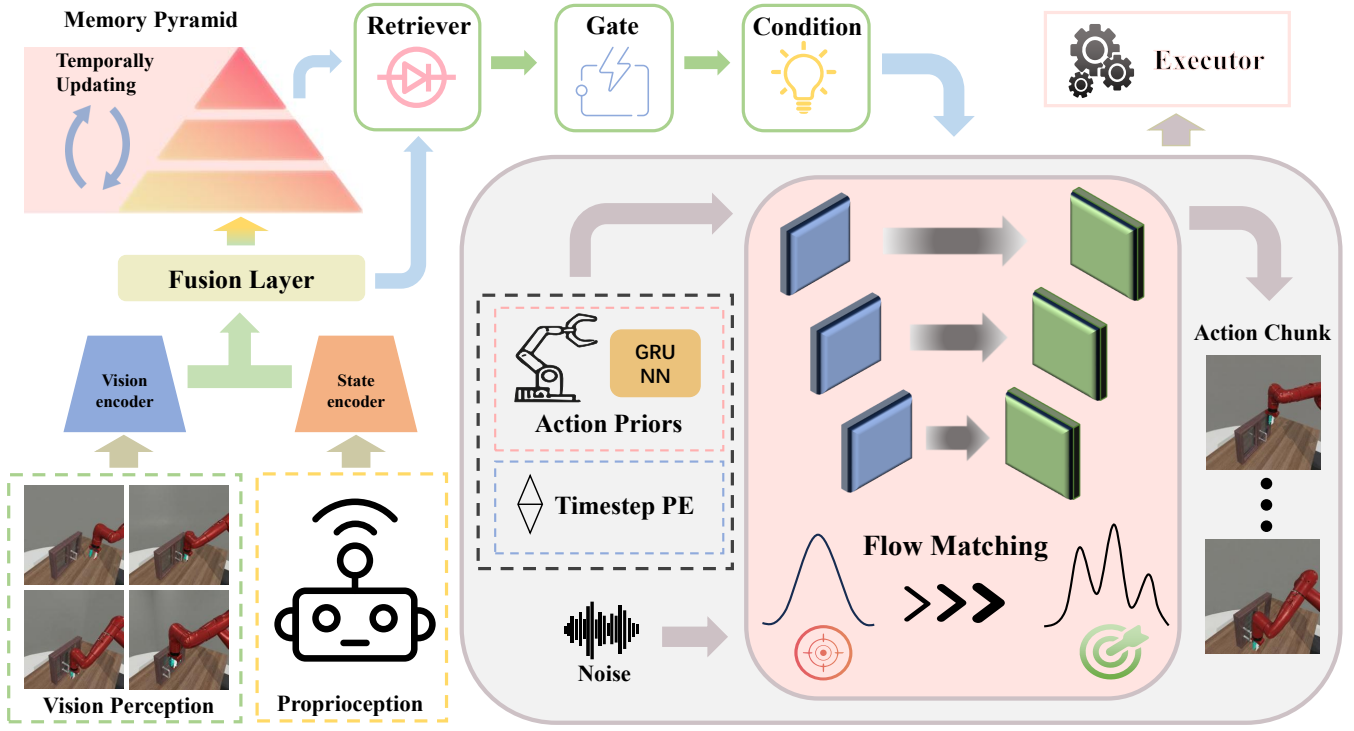 Memory Pyramid
Temporally
Updating
Retriever
Gate
Condition
Executor
Fusion Layer
Vision
encoder
State
encoder
Vision Perception
Proprioception
GRU
NN
Action Priors
Timestep PE
Noise
Flow Matching
Action Chunk